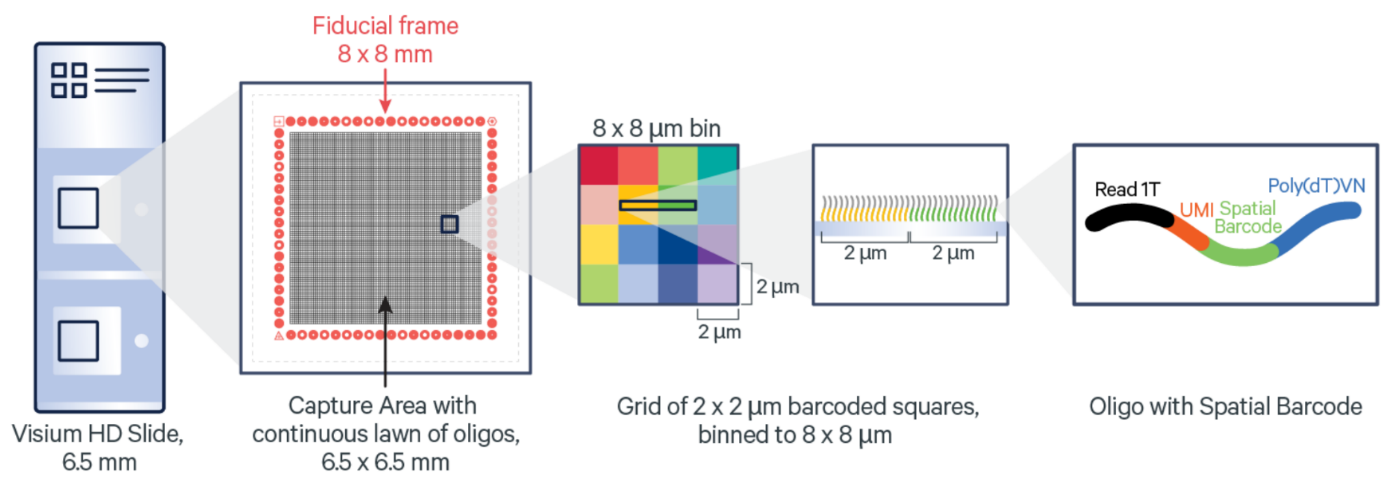 Fiducial frame
8 x 8 mm
8 x 8 µm bin
2 µm
2 µm
2 µm
2 µm
Read 1T
UMI
Spatial
Barcode
Poly(dT)VN
Visium HD Slide,
6.5 mm
Capture Area with
continuous lawn of oligos,
6.5 x 6.5 mm
Grid of 2 x 2 µm barcoded squares,
binned to 8 x 8 µm
Oligo with Spatial Barcode